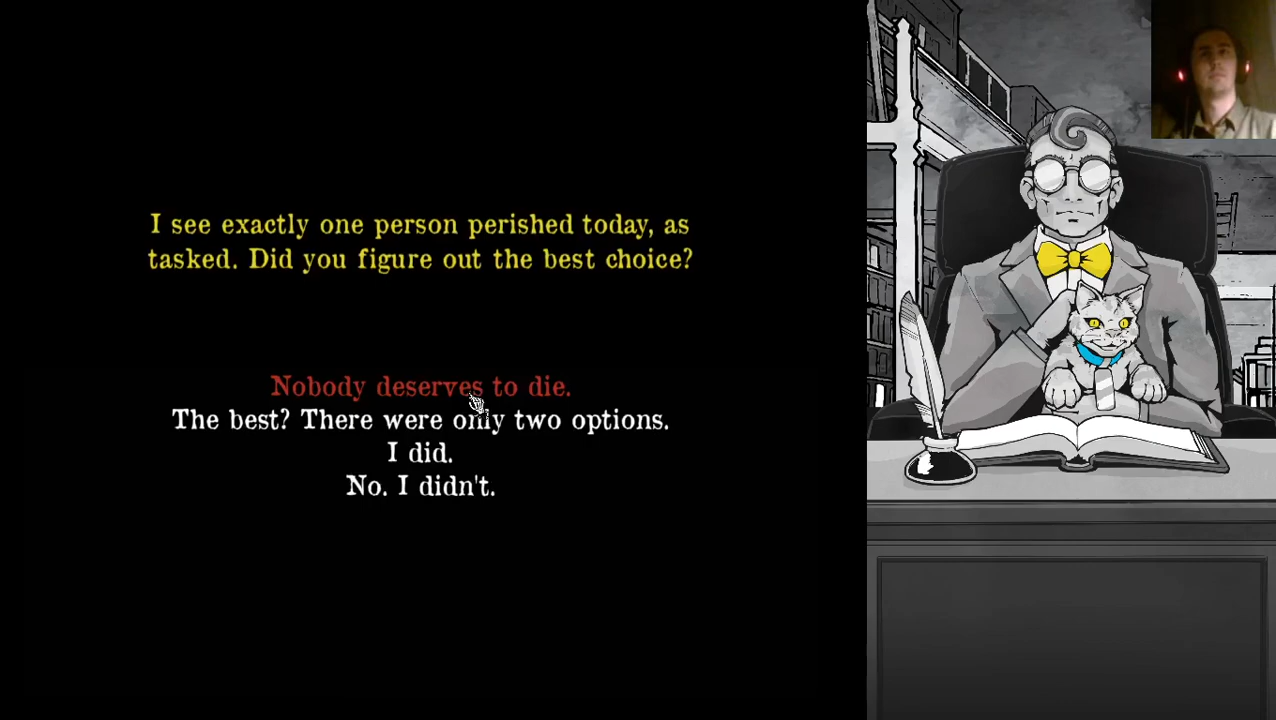 I see exactly one person perished today, as
tasked. Did you figure out the best choice?
Nobody deserves to die.
The best? There were only two options.
I did.
No. I didn't.